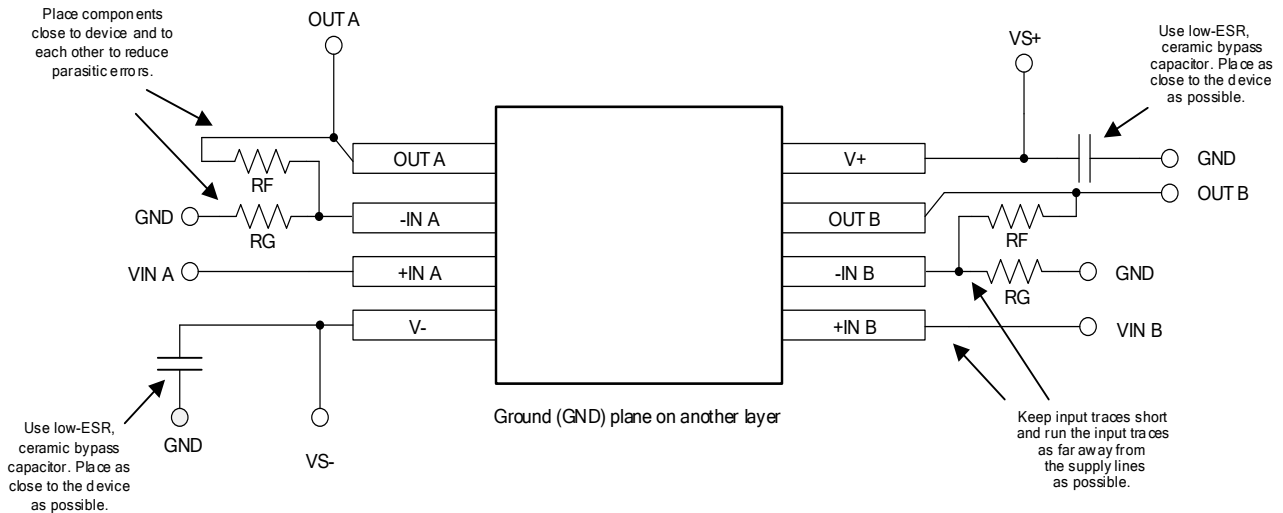 Place components
close to device and to
each other to reduce
parasitic errors.
OUT A
VS+
Use low-ESR,
ceramic bypass
capacitor. Place as
close to the device
as possible.
OUT A
V+
GND
RF
OUT B
GND
-IN A
OUT B
RG
RF
VIN A
+IN A
-IN B
GND
RG
V-
+IN B
VIN B
Ground (GND) plane on another layer
Use low-ESR,
ceramic bypass
capacitor. Place as
close to the device
as possible.
GND
VS-
Keep input traces short
and run the input traces
as far away from
the supply lines
as possible.